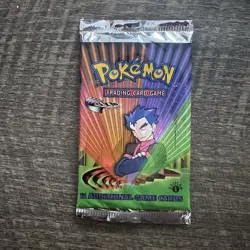 POKéMON
TRADING CARD GAME
11 ADDITIONAL GAME CARDS